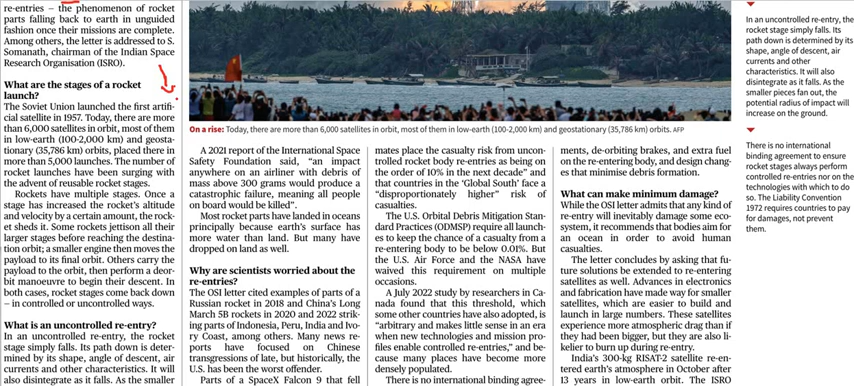 re-entries – the phenomenon of rocket
parts falling back to earth in unguided
fashion once their missions are complete.
Among others, the letter is addressed to S.
Somanath, chairman of the Indian Space
Research Organisation (ISRO).
What are the stages of a rocket
launch?
The Soviet Union launched the first artifi-
cial satellite in 1957. Today, there are more
than 6,000 satellites in orbit, most of them
in low-earth (100-2,000 km) and geosta-
tionary (35,786 km) orbits, placed there in
more than 5,000 launches. The number of
rocket launches have been surging with
the advent of reusable rocket stages.
Rockets have multiple stages. Once a
stage has increased the rocket's altitude
and velocity by a certain amount, the rock-
et sheds it. Some rockets jettison all their
larger stages before reaching the destina-
tion orbit; a smaller engine then moves the
payload to its final orbit. Others carry the
payload to the orbit, then perform a deor-
bit manoeuvre to begin their descent. In
both cases, rocket stages come back down
– in controlled or uncontrolled ways.
What is an uncontrolled re-entry?
In an uncontrolled re-entry, the rocket
stage simply falls. Its path down is deter-
mined by its shape, angle of descent, air
currents and other characteristics. It will
also disintegrate as it falls. As the smaller
On a rise: Today, there are more than 6,000 satellites in orbit, most of them in low-earth (100-2,000 km) and geostationary (35,786 km) orbits. AFP
A 2021 report of the International Space
Safety Foundation said, “an impact
anywhere on an airliner with debris of
mass above 300 grams would produce a
catastrophic failure, meaning all people
on board would be killed”.
Most rocket parts have landed in oceans
principally because earth's surface has
more water than land. But many have
dropped on land as well.
Why are scientists worried about the
re-entries?
The OSI letter cited examples of parts of a
Russian rocket in 2018 and China's Long
March 5B rockets in 2020 and 2022 strik-
ing parts of Indonesia, Peru, India and Ivo-
ry Coast, among others. Many news re-
ports have focused on Chinese
transgressions of late, but historically, the
U.S. has been the worst offender.
Parts of a SpaceX Falcon 9 that fell
mates place the casualty risk from uncon-
trolled rocket body re-entries as being on
the order of 10% in the next decade” and
that countries in the ‘Global South’ face a
“disproportionately higher” risk of
casualties.
The U.S. Orbital Debris Mitigation Stan-
dard Practices (ODMSP) require all launch-
es to keep the chance of a casualty from a
re-entering body to be below 0.01%. But
the U.S. Air Force and the NASA have
waived this requirement on multiple
occasions.
A July 2022 study by researchers in Ca-
nada found that this threshold, which
some other countries have also adopted, is
“arbitrary and makes little sense in an era
when new technologies and mission pro-
files enable controlled re-entries,” and be-
cause many places have become more
densely populated.
There is no international binding agree-
ments, de-orbiting brakes, and extra fuel
on the re-entering body, and design chang-
es that minimise debris formation.
What can make minimum damage?
While the OSI letter admits that any kind of
re-entry will inevitably damage some eco-
system, it recommends that bodies aim for
an ocean in order to avoid human
casualties.
The letter concludes by asking that fu-
ture solutions be extended to re-entering
satellites as well. Advances in electronics
and fabrication have made way for smaller
satellites, which are easier to build and
launch in large numbers. These satellites
experience more atmospheric drag than if
they had been bigger, but they are also li-
kelier to burn up during re-entry.
India's 300-kg RISAT-2 satellite re-en-
tered earth's atmosphere in October after
13 years in low-earth orbit. The ISRO
In an uncontrolled re-entry, the
rocket stage simply falls. Its
path down is determined by its
shape, angle of descent, air
currents and other
characteristics. It will also
disintegrate as it falls. As the
smaller pieces fan out, the
potential radius of impact will
increase on the ground.
There is no international
binding agreement to ensure
rocket stages always perform
controlled re-entries nor on the
technologies with which to do
so. The Liability Convention
1972 requires countries to pay
for damages, not prevent
them.